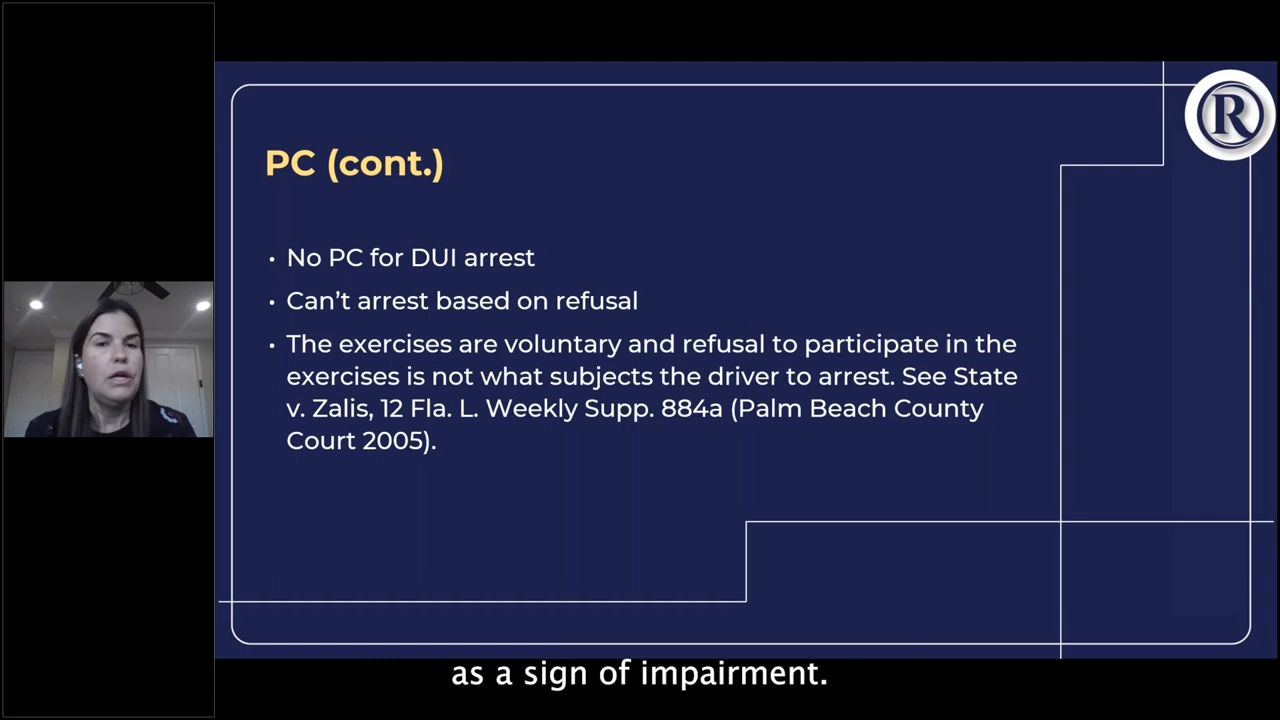 R
PC (cont.)
• No PC for DUI arrest
• Can't arrest based on refusal
• The exercises are voluntary and refusal to participate in the
exercises is not what subjects the driver to arrest. See State
v. Zalis, 12 Fla. L. Weekly Supp. 884a (Palm Beach County
Court 2005).
as a sign of impairment.